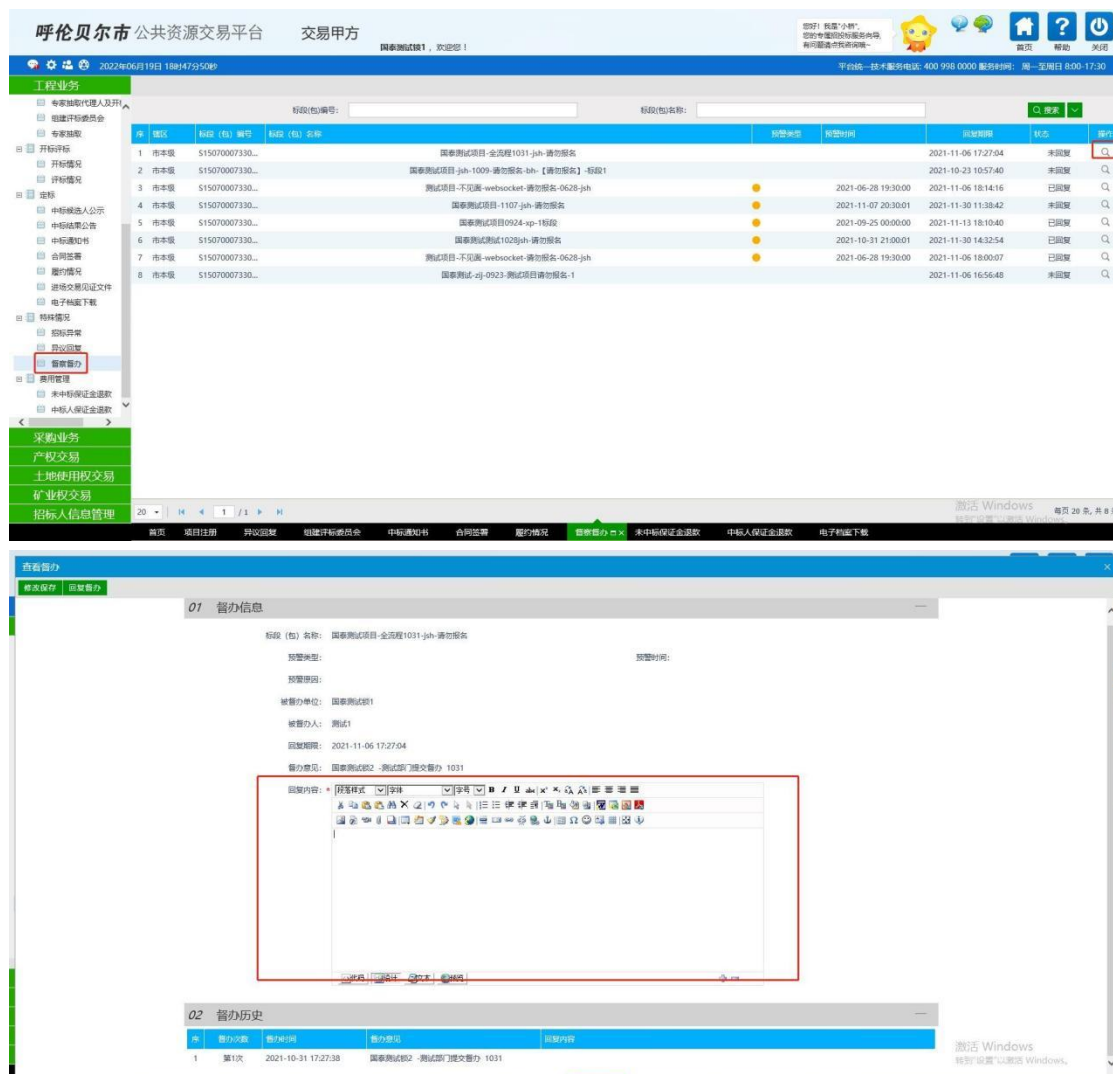 呼伦贝尔市公共资源交易平台 交易甲方 国泰测试锁1，欢迎您！
您好！我是"小新"，
您的专属招投标服务向导，
有问题请点我咨询哦~
首页 帮助 关闭
2022年06月19日 18时47分50秒 平台统一技术服务电话: 400 998 0000 服务时间: 周一至周日 8:00-17:30
工程业务
专家抽取代理人及开标
组建评标委员会
专家抽取
开标评标
开标情况
评标情况
定标
中标候选人公示
中标结果公告
中标通知书
合同签署
履约情况
进场交易见证文件
电子档案下载
特殊情况
招标异常
异议回复
督察督办
费用管理
未中标保证金退款
中标人保证金退款
采购业务
产权交易
土地使用权交易
矿业权交易
招标人信息管理
标段(包)编号: 标段(包)名称: 搜索
序 辖区 标段（包）编号 标段（包）名称 预警类型 预警时间 回复期限 状态 操作
1 市本级 S15070007330... 国泰测试项目-全流程1031-jsh-请勿报名 2021-11-06 17:27:04 未回复
2 市本级 S15070007330... 国泰测试项目-jsh-1009-请勿报名-bh-【请勿报名】-标段1 2021-10-23 10:57:40 未回复
3 市本级 S15070007330... 测试项目-不见面-websocket-请勿报名-0628-jsh 2021-06-28 19:30:00 2021-11-06 18:14:16 已回复
4 市本级 S15070007330... 国泰测试项目-1107-jsh-请勿报名 2021-11-07 20:30:01 2021-11-30 11:38:42 未回复
5 市本级 S15070007330... 国泰测试项目0924-xp-1标段 2021-09-25 00:00:00 2021-11-13 18:10:40 已回复
6 市本级 S15070007330... 国泰测试测试1028jsh-请勿报名 2021-10-31 21:00:01 2021-11-30 14:32:54 已回复
7 市本级 S15070007330... 测试项目-不见面-websocket-请勿报名-0628-jsh 2021-06-28 19:30:00 2021-11-06 18:00:07 已回复
8 市本级 S15070007330... 国泰测试-zij-0923-测试项目请勿报名-1 2021-11-06 16:56:48 未回复
20 1 /1 每页 20 条, 共 8
激活 Windows
转到"设置"以激活 Windows。
首页 项目注册 异议回复 组建评标委员会 中标通知书 合同签署 履约情况 督察督办 未中标保证金退款 中标人保证金退款 电子档案下载
查看督办
修改保存 回复督办
01 督办信息
标段（包）名称: 国泰测试项目-全流程1031-jsh-请勿报名
预警类型: 预警时间:
预警原因:
被督办单位: 国泰测试锁1
被督办人: 测试1
回复期限: 2021-11-06 17:27:04
督办意见: 国泰测试锁2 -测试部门提交督办 1031
回复内容: * 段落样式 字体 字号 B I U abc
代码 设计 文本 预览
02 督办历史
序 督办次数 督办时间 督办意见 回复内容
1 第1次 2021-10-31 17:27:38 国泰测试锁2 -测试部门提交督办 1031
激活 Windows
转到"设置"以激活 Windows。